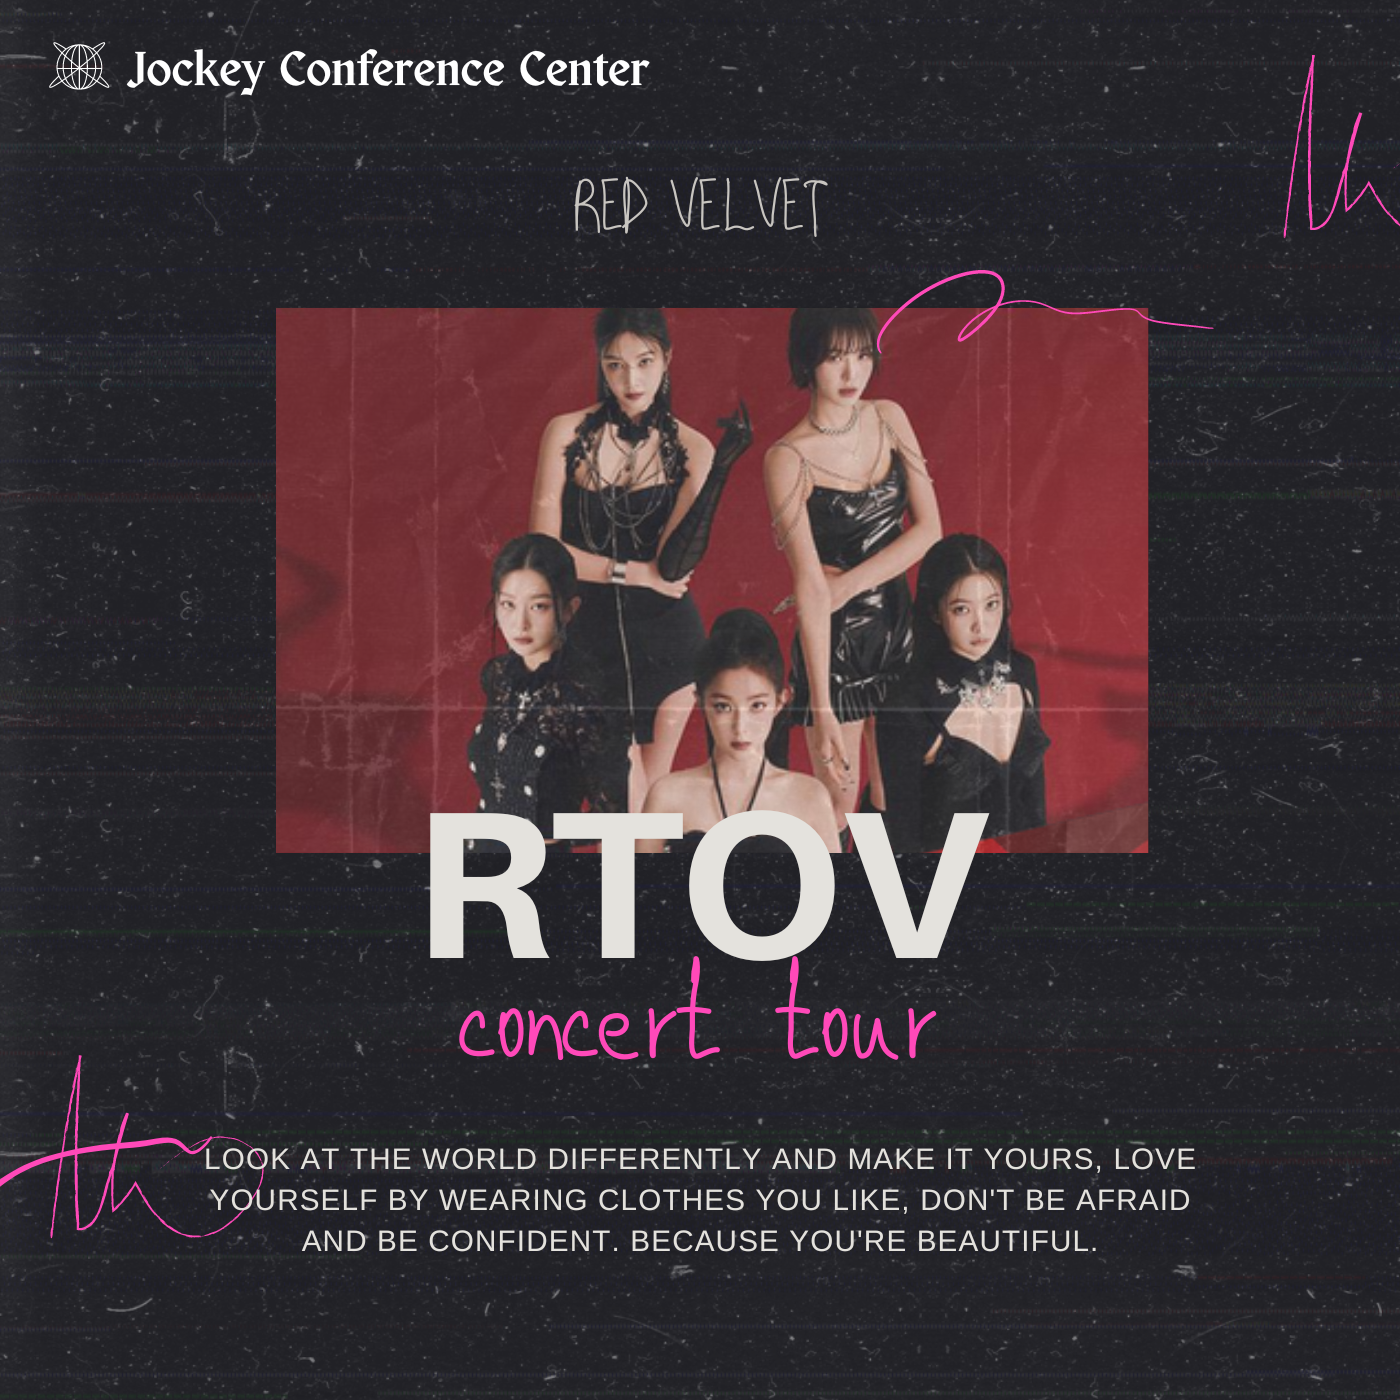 Jockey Conference Center
RED VELVET
RTOV
concert tour
LOOK AT THE WORLD DIFFERENTLY AND MAKE IT YOURS, LOVE
YOURSELF BY WEARING CLOTHES YOU LIKE, DON'T BE AFRAID
AND BE CONFIDENT. BECAUSE YOU'RE BEAUTIFUL.